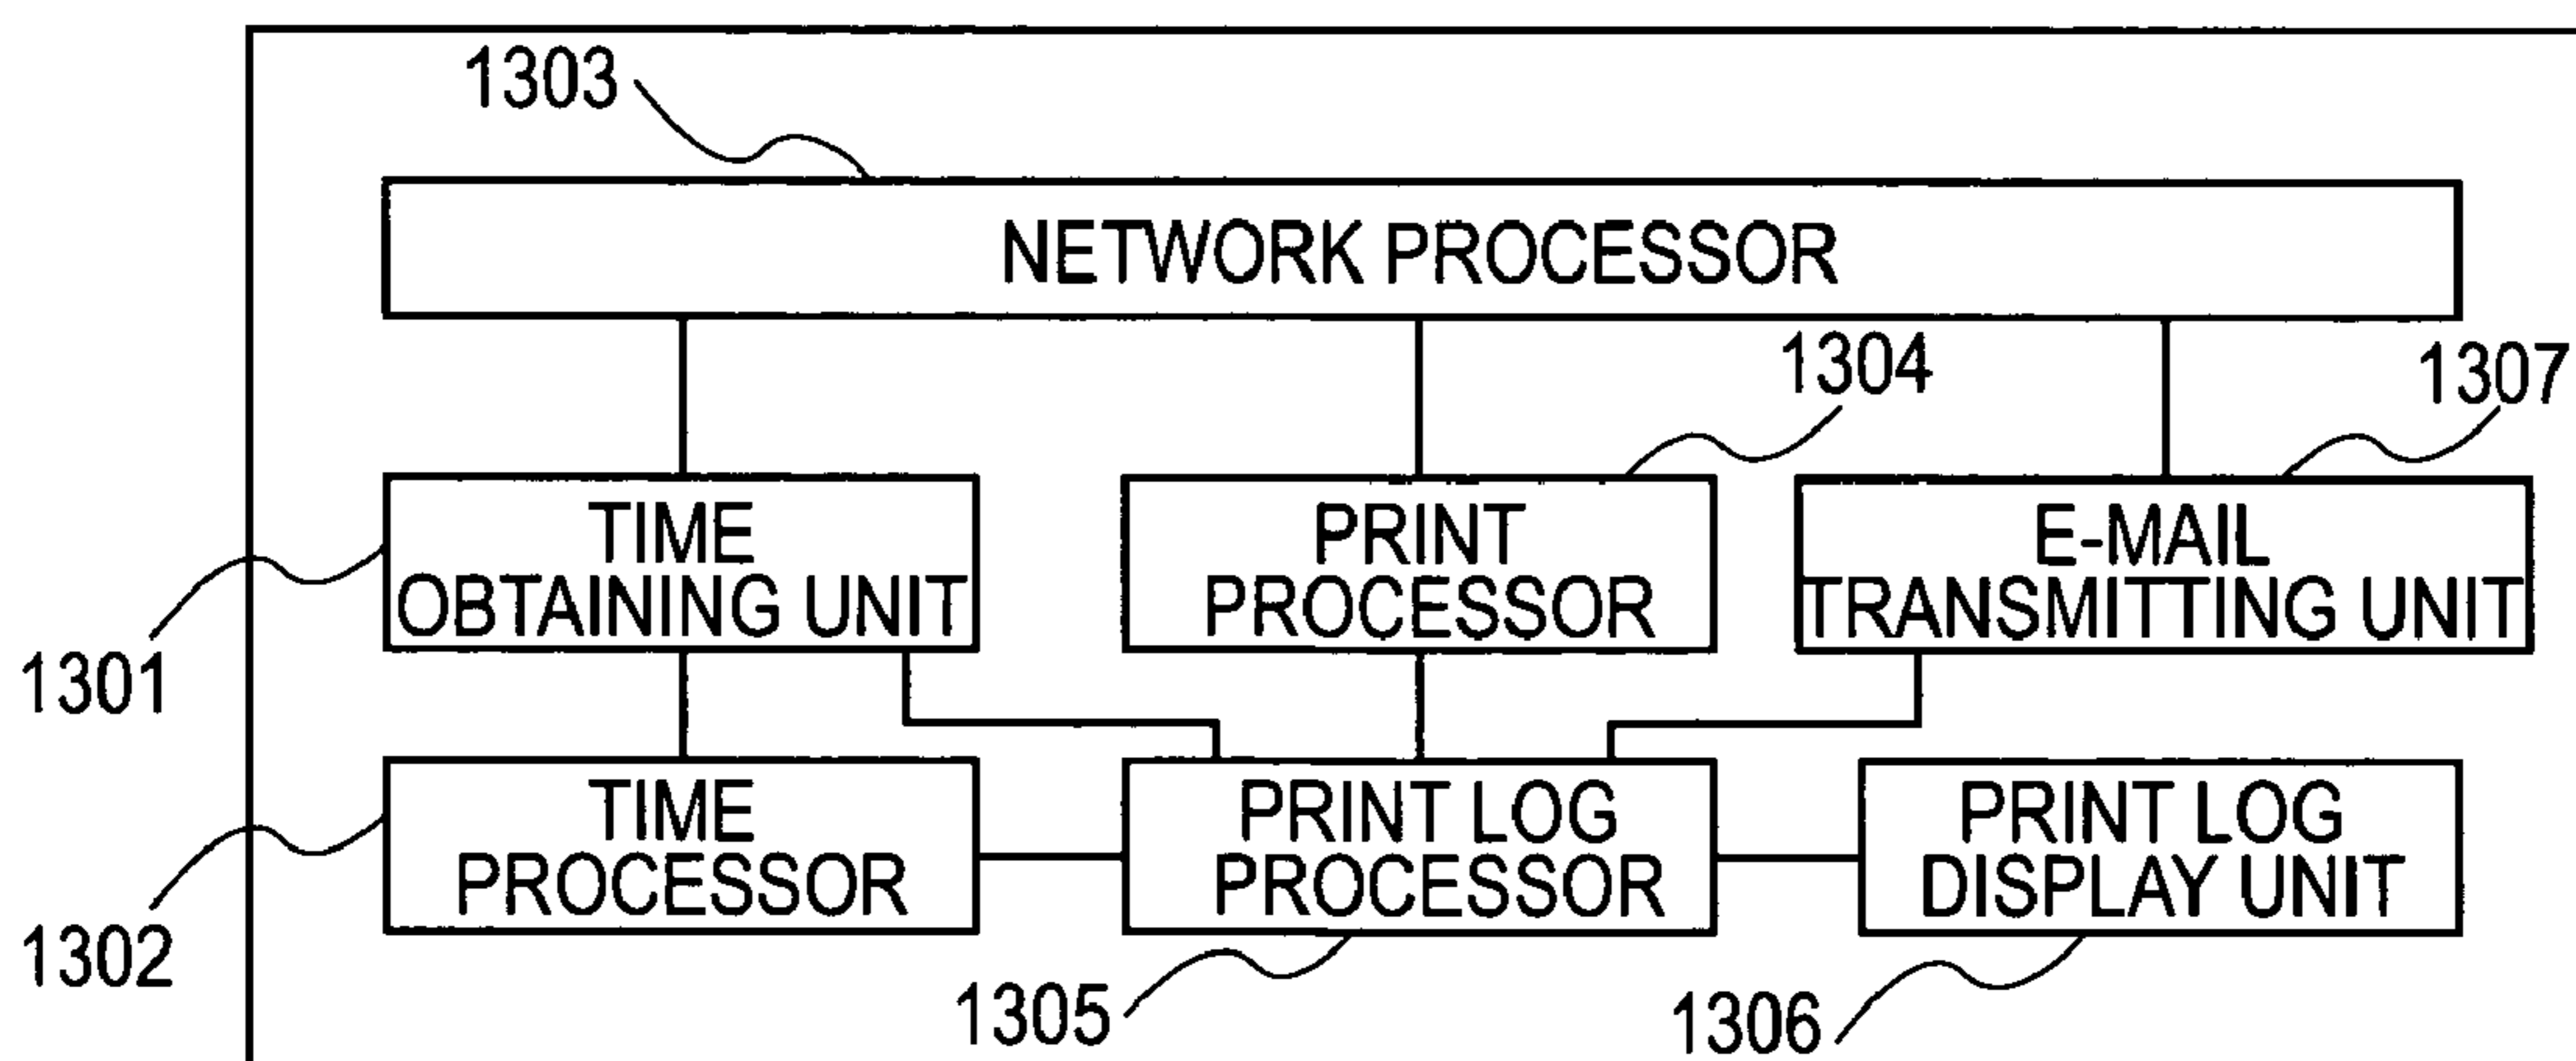 1303
NETWORK PROCESSOR
1304
1307
TIME
OBTAINING UNIT
PRINT
PROCESSOR
E-MAIL
TRANSMITTING UNIT
1301
TIME
PROCESSOR
PRINT LOG
PROCESSOR
PRINT LOG
DISPLAY UNIT
1302
1305
1306